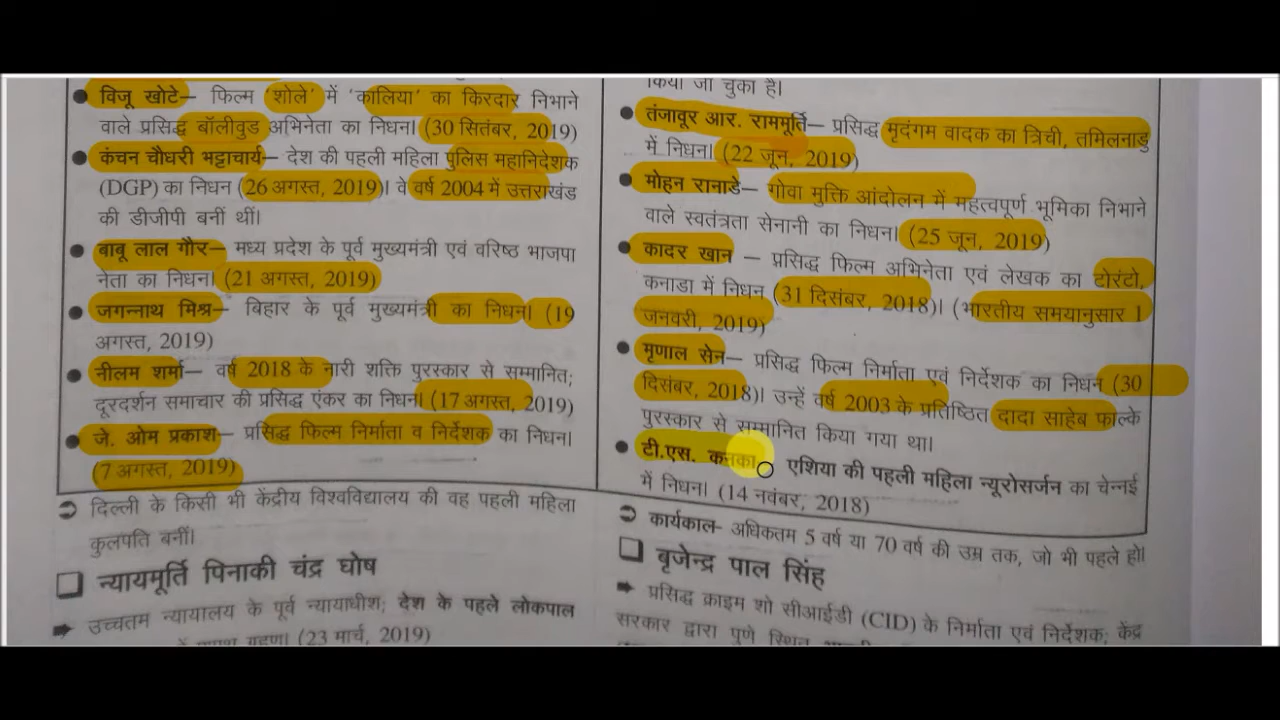 विजू खोटे– फिल्म 'शोले' में 'कालिया' का किरदार निभाने
वाले प्रसिद्ध बॉलीवुड अभिनेता का निधन। (30 सितंबर, 2019)
कंचन चौधरी भट्टाचार्य– देश की पहली महिला पुलिस महानिदेशक
(DGP) का निधन (26 अगस्त, 2019)। वे वर्ष 2004 में उत्तराखंड
की डीजीपी बनीं थीं।
बाबू लाल गौर– मध्य प्रदेश के पूर्व मुख्यमंत्री एवं वरिष्ठ भाजपा
नेता का निधन। (21 अगस्त, 2019)
जगन्नाथ मिश्र– बिहार के पूर्व मुख्यमंत्री का निधन। (19
अगस्त, 2019)
नीलम शर्मा– वर्ष 2018 के नारी शक्ति पुरस्कार से सम्मानित;
दूरदर्शन समाचार की प्रसिद्ध एंकर का निधन। (17 अगस्त, 2019)
जे. ओम प्रकाश– प्रसिद्ध फिल्म निर्माता व निर्देशक का निधन।
(7 अगस्त, 2019)
दिल्ली के किसी भी केंद्रीय विश्वविद्यालय की वह पहली महिला
कुलपति बनीं।
न्यायमूर्ति पिनाकी चंद्र घोष
उच्चतम न्यायालय के पूर्व न्यायाधीश; देश के पहले लोकपाल
(23 मार्च, 2019)
किया जा चुका है।
तंजावूर आर. राममूर्ति– प्रसिद्ध मृदंगम वादक का त्रिची, तमिलनाडु
में निधन। (22 जून, 2019)
मोहन रानाडे– गोवा मुक्ति आंदोलन में महत्वपूर्ण भूमिका निभाने
वाले स्वतंत्रता सेनानी का निधन। (25 जून, 2019)
कादर खान – प्रसिद्ध फिल्म अभिनेता एवं लेखक का टोरंटो,
कनाडा में निधन (31 दिसंबर, 2018)। (भारतीय समयानुसार 1
जनवरी, 2019)
मृणाल सेन– प्रसिद्ध फिल्म निर्माता एवं निर्देशक का निधन (30
दिसंबर, 2018)। उन्हें वर्ष 2003 के प्रतिष्ठित दादा साहेब फाल्के
पुरस्कार से सम्मानित किया गया था।
टी.एस. कनका एशिया की पहली महिला न्यूरोसर्जन का चेन्नई
में निधन। (14 नवंबर, 2018)
कार्यकाल– अधिकतम 5 वर्ष या 70 वर्ष की उम्र तक, जो भी पहले हो।
बृजेन्द्र पाल सिंह
प्रसिद्ध क्राइम शो सीआईडी (CID) के निर्माता एवं निर्देशक; केंद्र
सरकार द्वारा पुणे स्थित